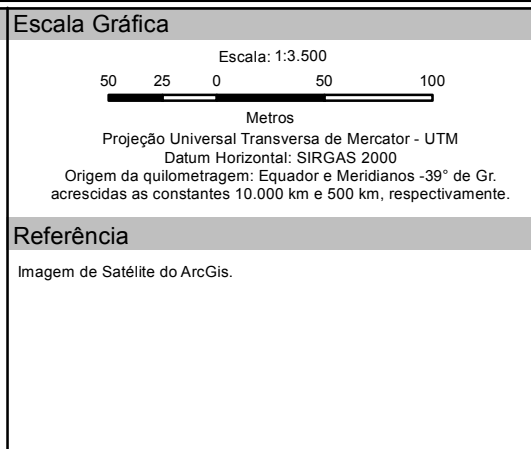 Escala Gráfica
Escala: 1:3.500
50 25 0 50 100
Metros
Projeção Universal Transversa de Mercator - UTM
Datum Horizontal: SIRGAS 2000
Origem da quilometragem: Equador e Meridianos -39° de Gr.
acrescidas as constantes 10.000 km e 500 km, respectivamente.
Referência
Imagem de Satélite do ArcGis.